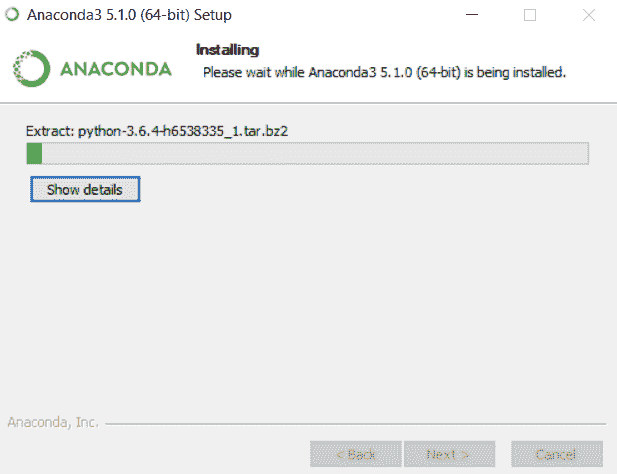 Anaconda3 5.1.0 (64-bit) Setup
ANACONDA
Installing
Please wait while Anaconda3 5.1.0 (64-bit) is being installed.
Extract: python-3.6.4-h6538335_1.tar.bz2
Show details
Anaconda, Inc.
< Back
Next >
Cancel